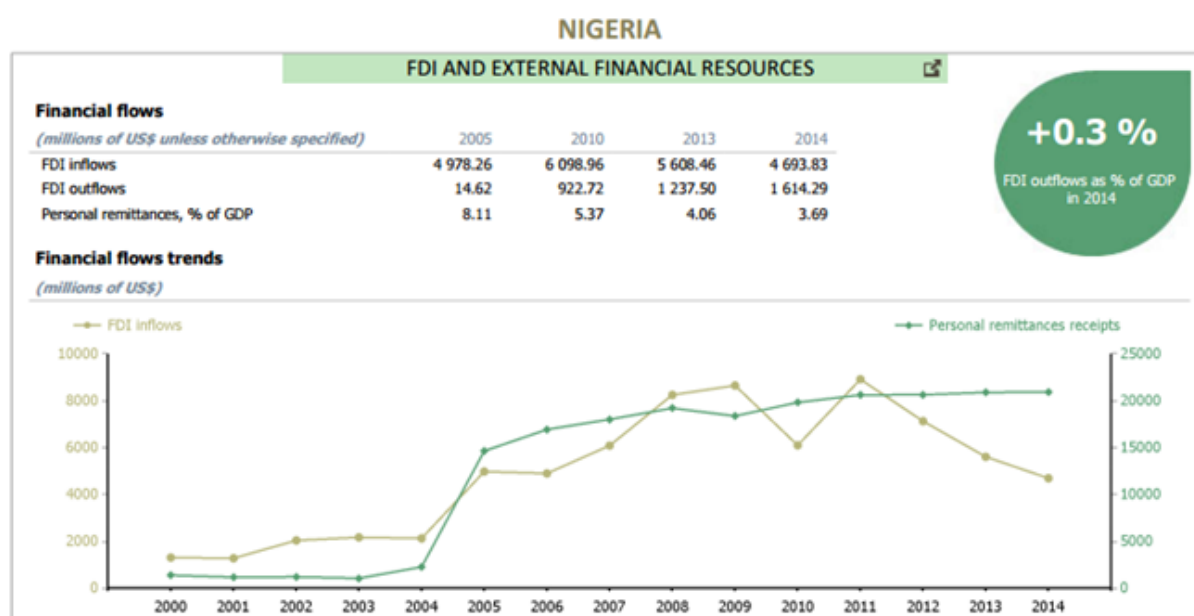 NIGERIA
FDI AND EXTERNAL FINANCIAL RESOURCES
Financial flows
(millions of US$ unless otherwise specified) 2005 2010 2013 2014
FDI inflows 4 978.26 6 098.96 5 608.46 4 693.83
FDI outflows 14.62 922.72 1 237.50 1 614.29
Personal remittances, % of GDP 8.11 5.37 4.06 3.69
+0.3 %
FDI outflows as % of GDP
in 2014
Financial flows trends
(millions of US$)
FDI inflows Personal remittances receipts
10000 25000
8000 20000
6000 15000
4000 10000
2000 5000
0 0
2000 2001 2002 2003 2004 2005 2006 2007 2008 2009 2010 2011 2012 2013 2014